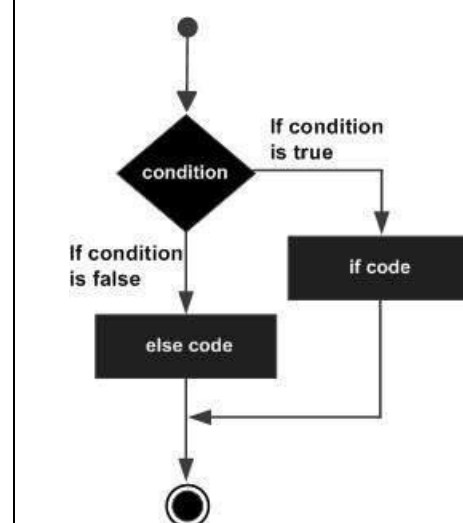 If condition
is true
condition
If condition
is false
if code
else code